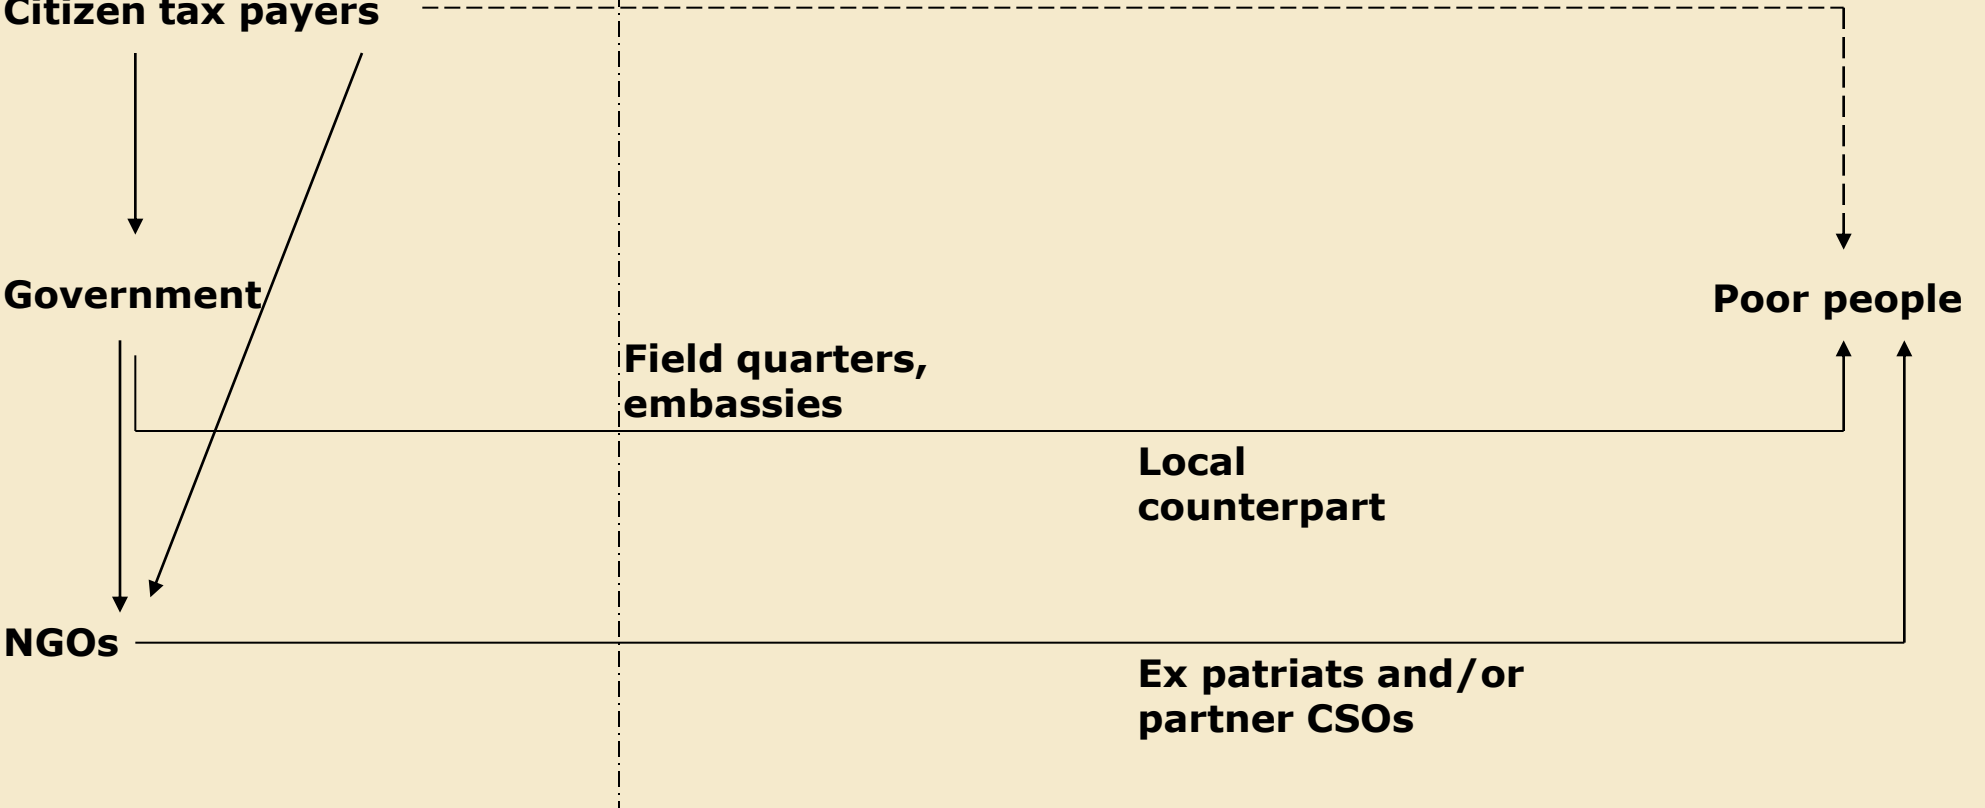 Citizen tax payers
Government
Poor people
Field quarters,
embassies
Local
counterpart
NGOs
Ex patriats and/or
partner CSOs